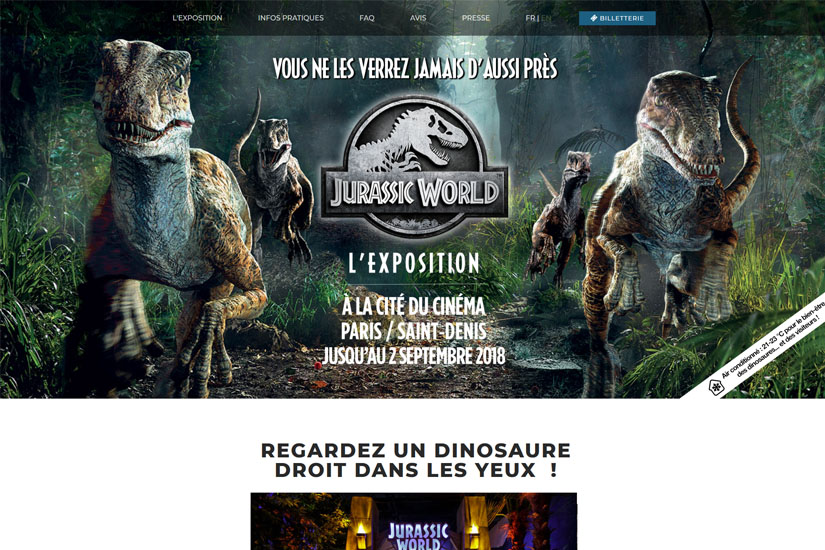 L'EXPOSITION INFOS PRATIQUES FAQ AVIS PRESSE FR | EN BILLETTERIE
VOUS NE LES VERREZ JAMAIS D'AUSSI PRÈS
JURASSIC WORLD
L'EXPOSITION
À LA CITÉ DU CINÉMA
PARIS / SAINT-DENIS
JUSQU'AU 2 SEPTEMBRE 2018
Air conditionné : 21-23 °C pour le bien-être
des dinosaures... et des visiteurs !
REGARDEZ UN DINOSAURE
DROIT DANS LES YEUX !
JURASSIC
WORLD